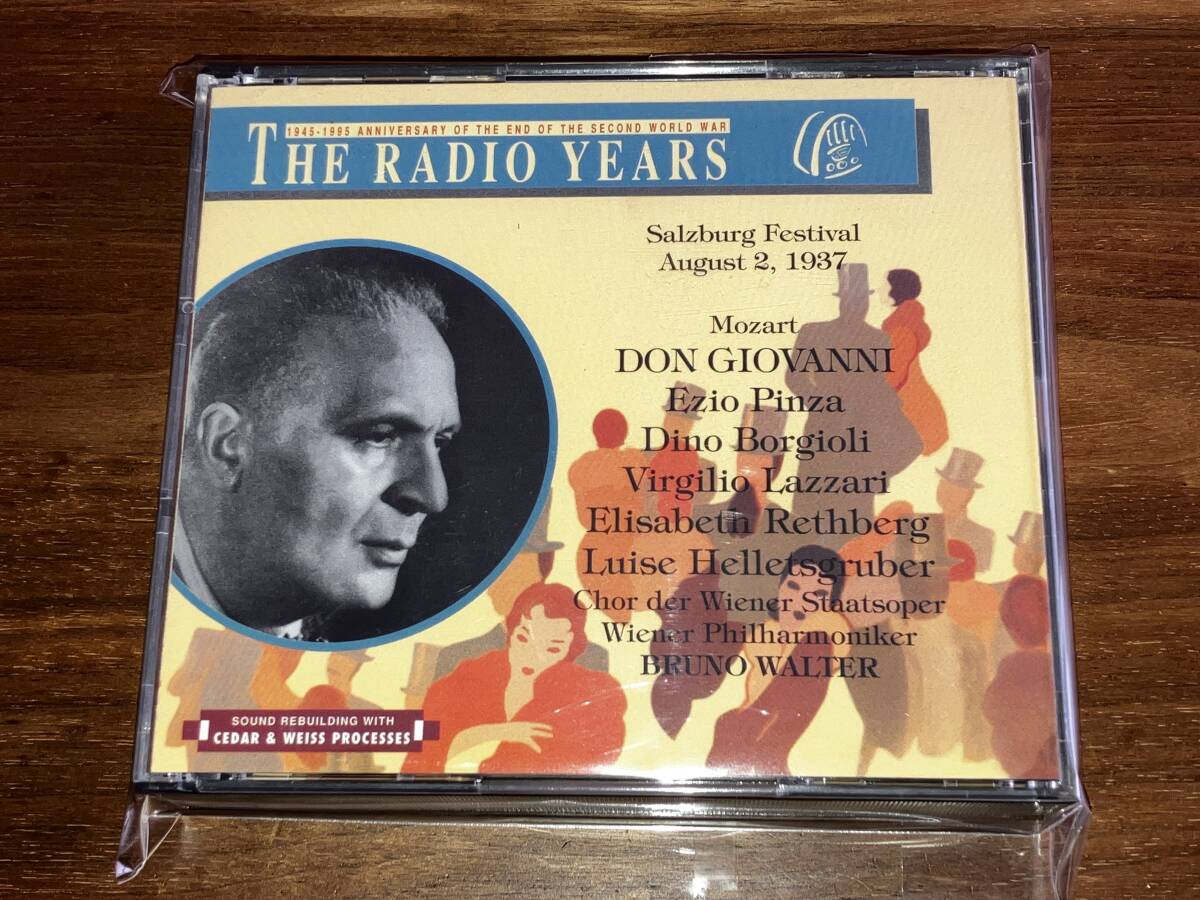 1945-1995 ANNIVERSARY OF THE END OF THE SECOND WORLD WAR
THE RADIO YEARS
Salzburg Festival
August 2, 1937
Mozart
DON GIOVANNI
Ezio Pinza
Dino Borgioli
Virgilio Lazzari
Elisabeth Rethberg
Luise Helletsgruber
Chor der Wiener Staatsoper
Wiener Philharmoniker
BRUNO WALTER
SOUND REBUILDING WITH
CEDAR & WEISS PROCESSES